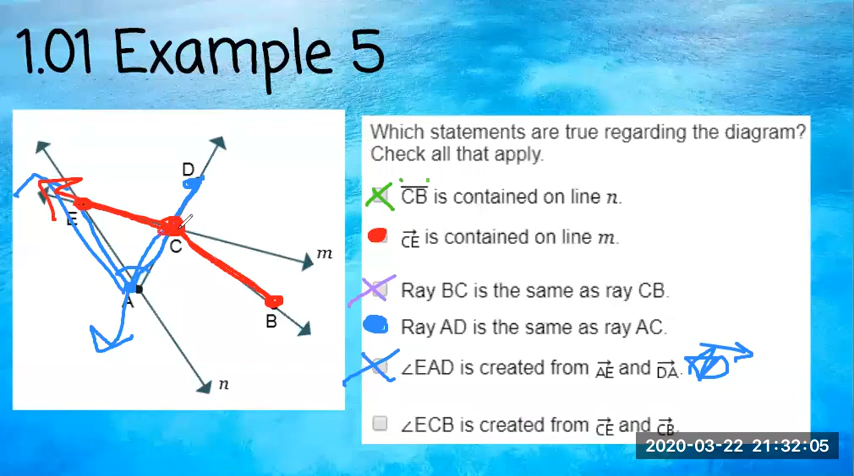 1.01 Example 5
Which statements are true regarding the diagram?
Check all that apply.
CB is contained on line n.
CE is contained on line m.
Ray BC is the same as ray CB.
Ray AD is the same as ray AC.
∠EAD is created from AE and DA.
∠ECB is created from CE and CB.
D
E
C
m
A
B
n
2020-03-22 21:32:05